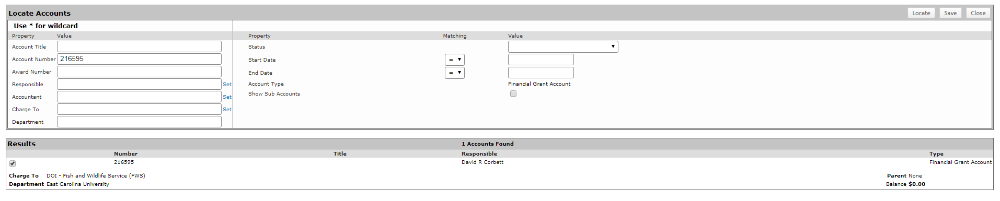 Locate Accounts Locate Save Close
Use * for wildcard
Property Value Property Matching Value
Account Title Status
Account Number 216595 Start Date =
Award Number End Date =
Responsible Set Account Type Financial Grant Account
Accountant Set Show Sub Accounts
Charge To Set
Department
Results 1 Accounts Found
Number Title Responsible Type
216595 David R Corbett Financial Grant Account
Charge To DOI - Fish and Wildlife Service (FWS) Parent None
Department East Carolina University Balance $0.00